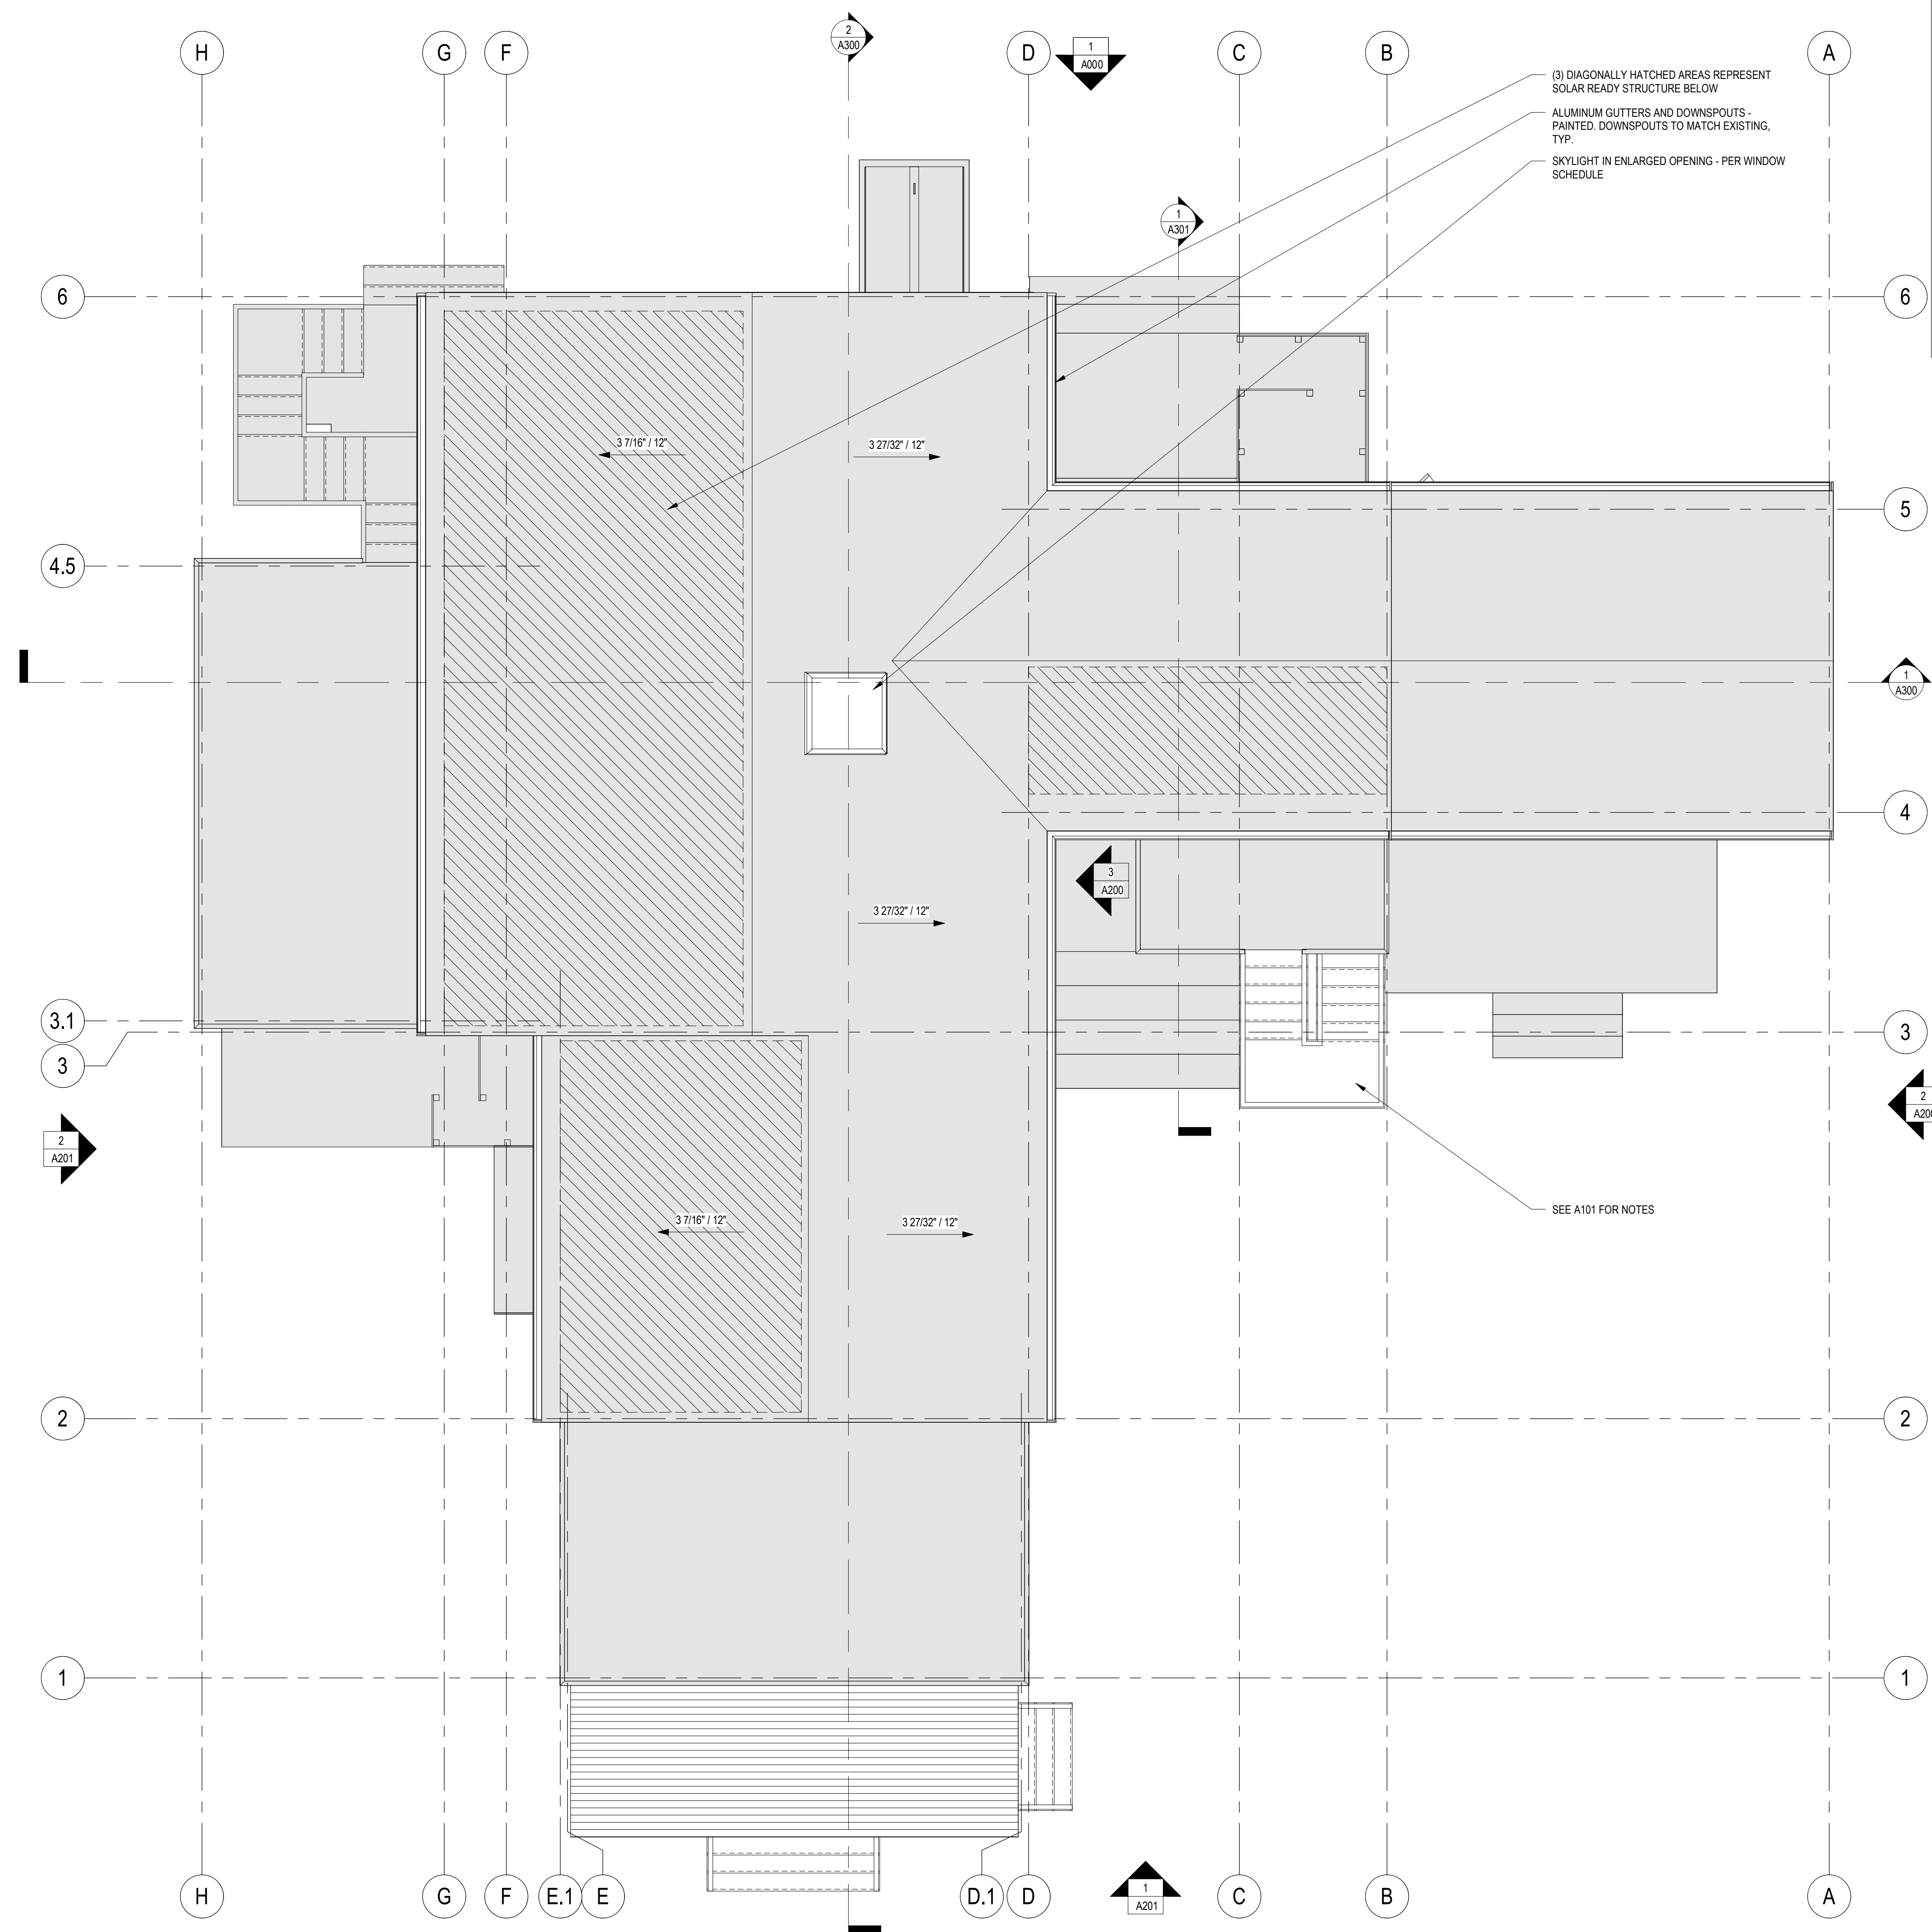 2
A300
H
G
F
D
1
A000
C
B
A
(3) DIAGONALLY HATCHED AREAS REPRESENT
SOLAR READY STRUCTURE BELOW
ALUMINUM GUTTERS AND DOWNSPOUTS -
PAINTED. DOWNSPOUTS TO MATCH EXISTING,
TYP.
SKYLIGHT IN ENLARGED OPENING - PER WINDOW
SCHEDULE
1
A301
6
6
3 7/16" / 12"
3 27/32" / 12"
5
4.5
1
A300
4
3
A200
3 27/32" / 12"
3.1
3
3
2
A201
2
SEE A101 FOR NOTES
3 7/16" / 12"
3 27/32" / 12"
2
2
1
1
H
G
F
E.1
E
D.1
D
1
A201
C
B
A